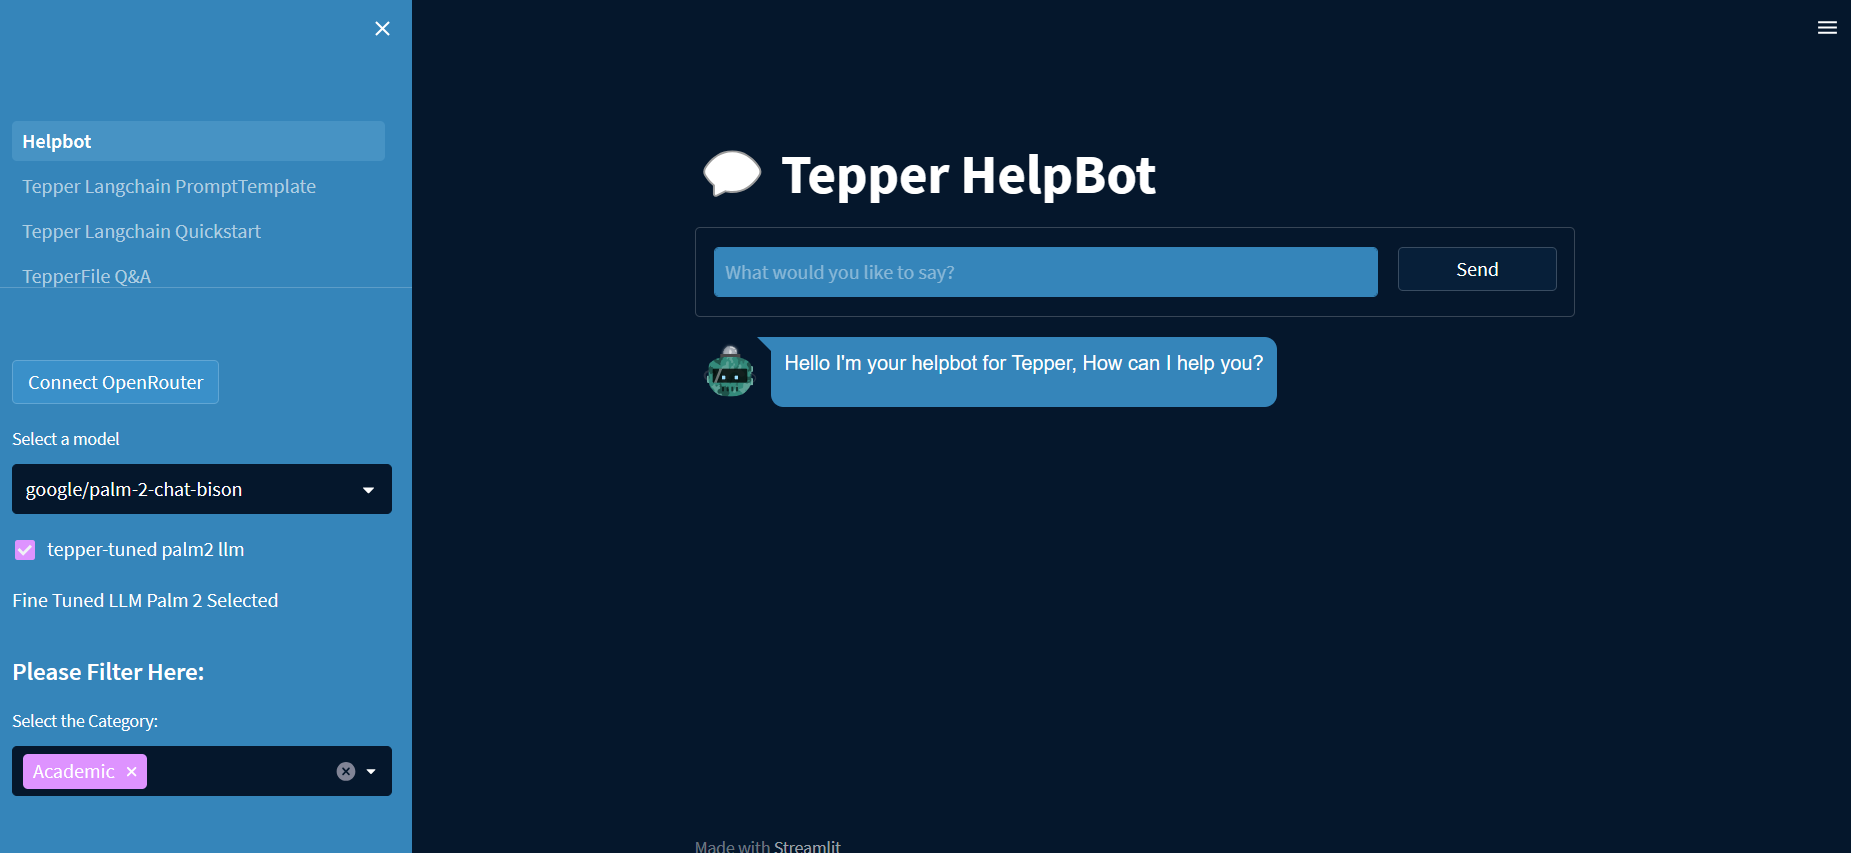 Helpbot
Tepper Langchain PromptTemplate
Tepper Langchain Quickstart
TepperFile Q&A
Connect OpenRouter
Select a model
google/palm-2-chat-bison
tepper-tuned palm2 llm
Fine Tuned LLM Palm 2 Selected
Please Filter Here:
Select the Category:
Academic
Tepper HelpBot
What would you like to say?
Send
Hello I'm your helpbot for Tepper, How can I help you?
Made with Streamlit